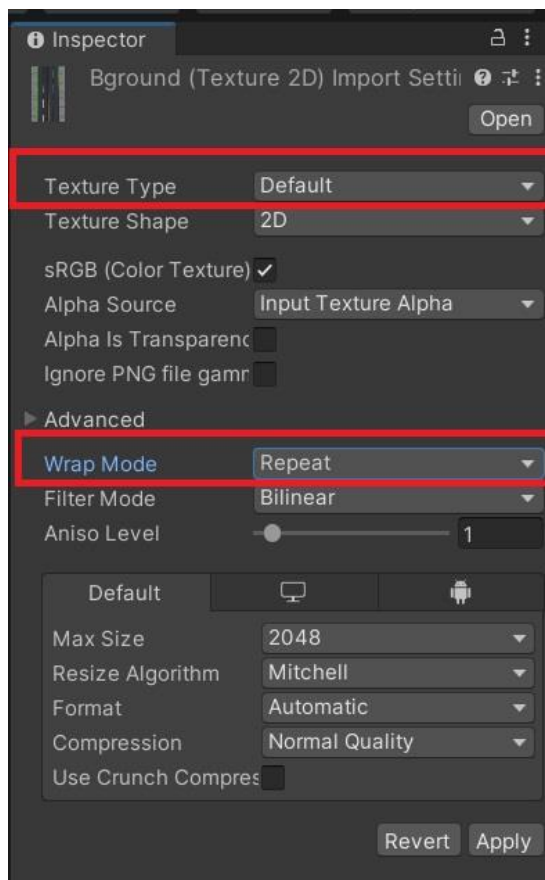 Inspector
Bground (Texture 2D) Import Setti
Open
Texture Type Default
Texture Shape 2D
sRGB (Color Texture)
Alpha Source Input Texture Alpha
Alpha Is Transparenc
Ignore PNG file gamm
Advanced
Wrap Mode Repeat
Filter Mode Bilinear
Aniso Level 1
Default
Max Size 2048
Resize Algorithm Mitchell
Format Automatic
Compression Normal Quality
Use Crunch Compres
Revert Apply